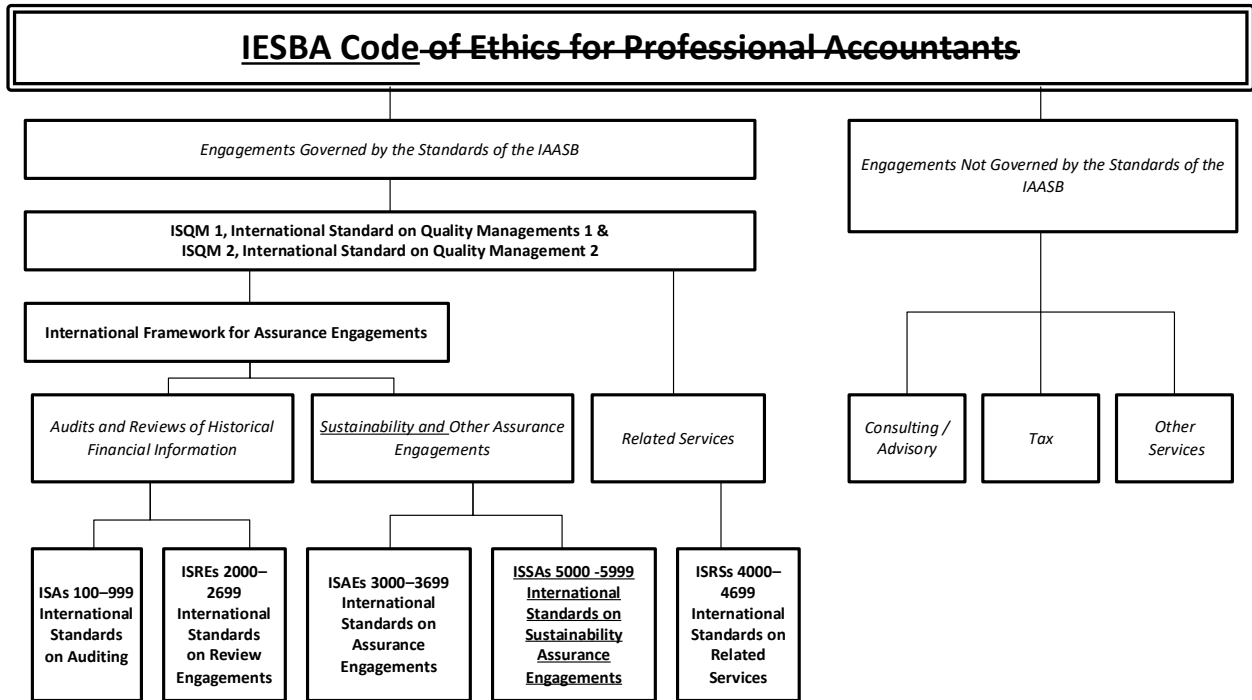 IESBA Code of Ethics for Professional Accountants
Engagements Governed by the Standards of the IAASB
Engagements Not Governed by the Standards of the
IAASB
ISQM 1, International Standard on Quality Managements 1 &
ISQM 2, International Standard on Quality Management 2
International Framework for Assurance Engagements
Audits and Reviews of Historical
Financial Information
Sustainability and Other Assurance
Engagements
Related Services
Consulting /
Advisory
Tax
Other
Services
ISAs 100–999
International
Standards
on Auditing
ISREs 2000–
2699
International
Standards
on Review
Engagements
ISAEs 3000–3699
International
Standards on
Assurance
Engagements
ISSAs 5000 -5999
International
Standards on
Sustainability
Assurance
Engagements
ISRSs 4000–
4699
International
Standards on
Related
Services